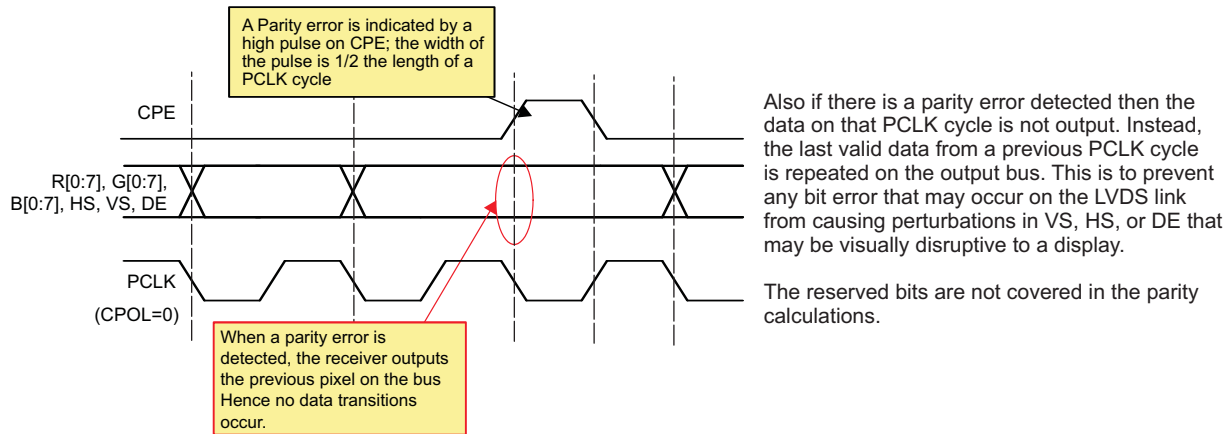 A Parity error is indicated by a
high pulse on CPE; the width of
the pulse is 1/2 the length of a
PCLK cycle
CPE
R[0:7], G[0:7],
B[0:7], HS, VS, DE
PCLK
(CPOL=0)
When a parity error is
detected, the receiver outputs
the previous pixel on the bus
Hence no data transitions
occur.
Also if there is a parity error detected then the
data on that PCLK cycle is not output. Instead,
the last valid data from a previous PCLK cycle
is repeated on the output bus. This is to prevent
any bit error that may occur on the LVDS link
from causing perturbations in VS, HS, or DE that
may be visually disruptive to a display.
The reserved bits are not covered in the parity
calculations.